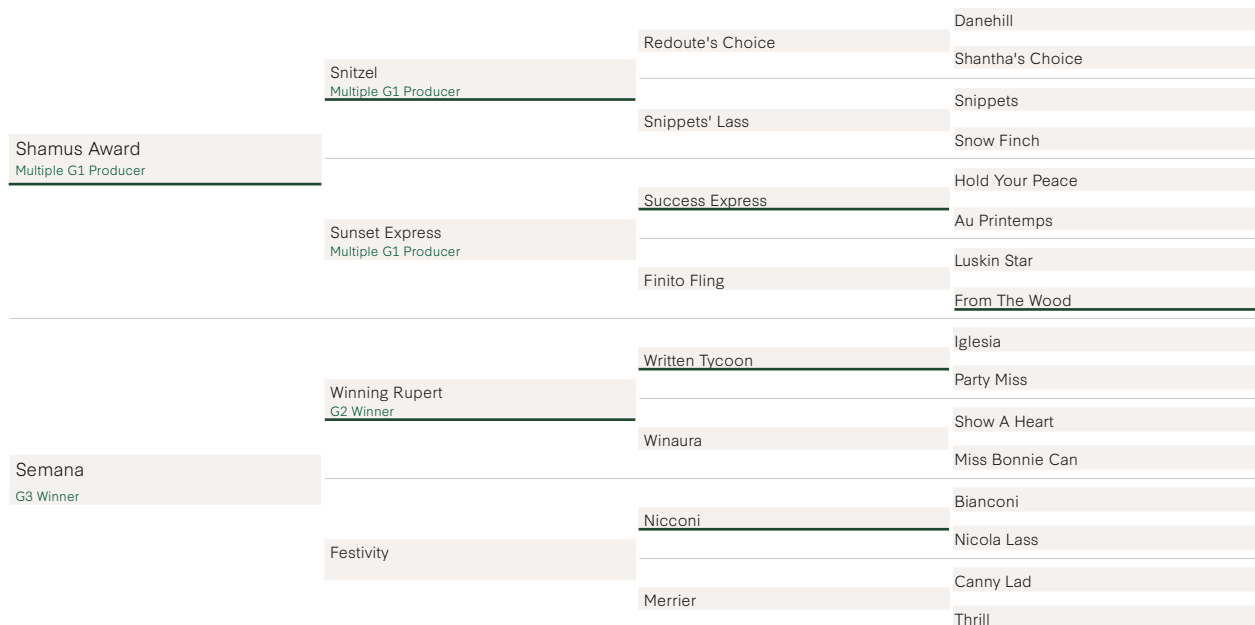 Shamus Award
Multiple G1 Producer
Semana
G3 Winner
Snitzel
Multiple G1 Producer
Sunset Express
Multiple G1 Producer
Winning Rupert
G2 Winner
Festivity
Redoute's Choice
Snippets' Lass
Success Express
Finito Fling
Written Tycoon
Winaura
Nicconi
Merrier
Danehill
Shantha's Choice
Snippets
Snow Finch
Hold Your Peace
Au Printemps
Luskin Star
From The Wood
Iglesia
Party Miss
Show A Heart
Miss Bonnie Can
Bianconi
Nicola Lass
Canny Lad
Thrill